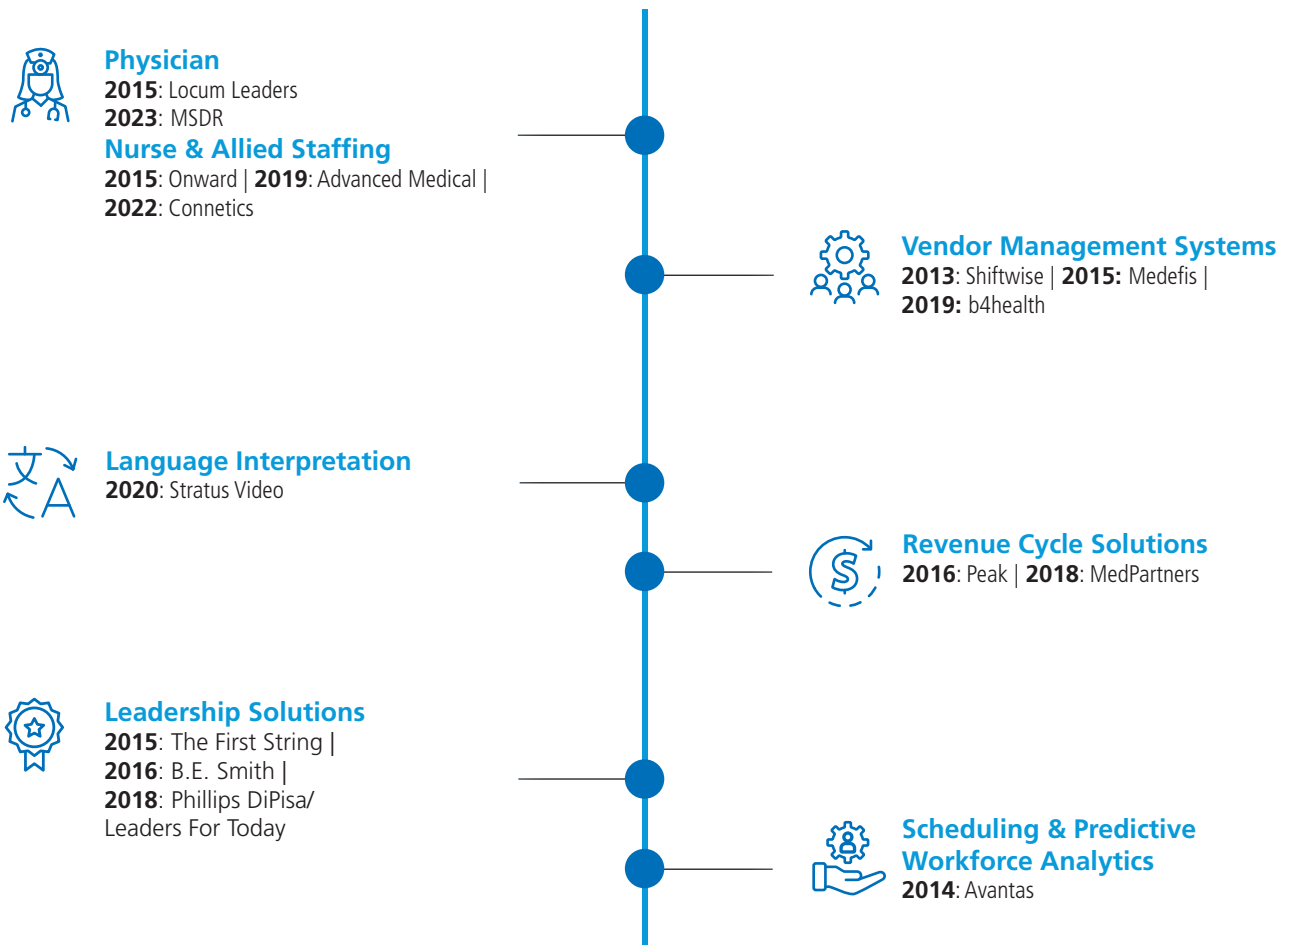 Physician
2015: Locum Leaders
2023: MSDR
Nurse & Allied Staffing
2015: Onward | 2019: Advanced Medical |
2022: Connetics
Vendor Management Systems
2013: Shiftwise | 2015: Medefis |
2019: b4health
文
A
Language Interpretation
2020: Stratus Video
$
Revenue Cycle Solutions
2016: Peak | 2018: MedPartners
Leadership Solutions
2015: The First String |
2016: B.E. Smith |
2018: Phillips DiPisa/
Leaders For Today
Scheduling & Predictive
Workforce Analytics
2014: Avantas